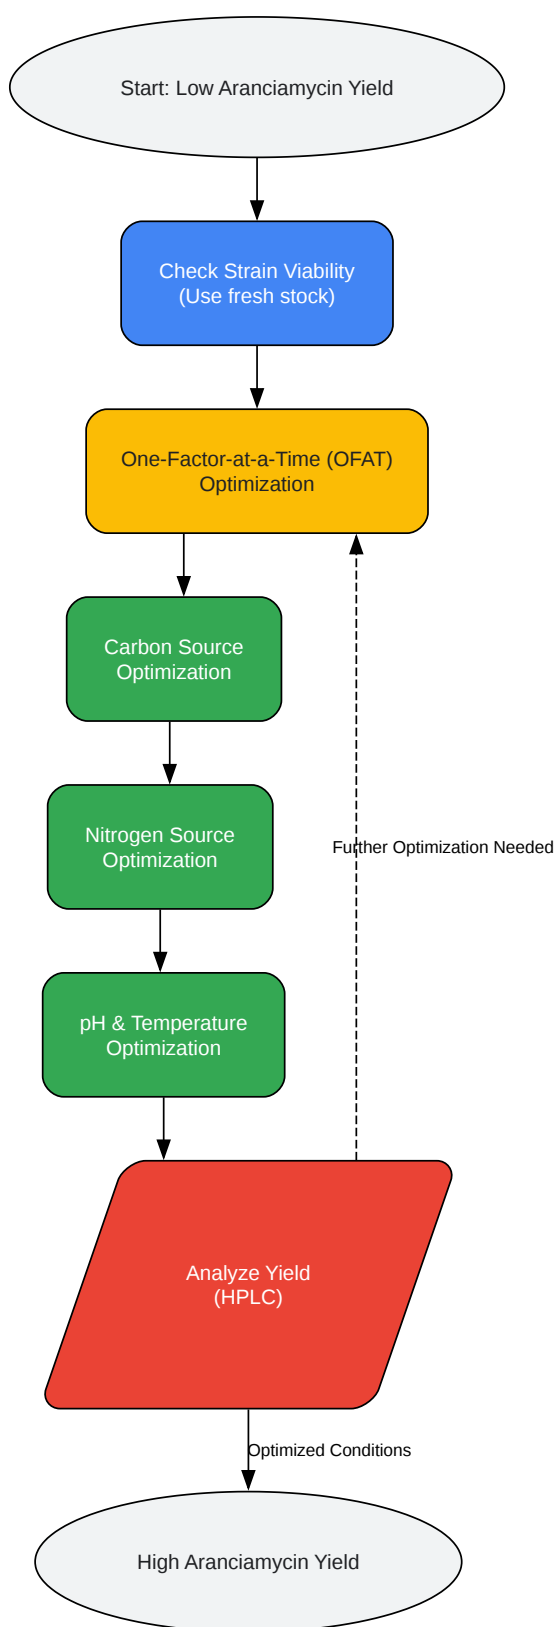 Start: Low Aranciamycin Yield
Check Strain Viability
(Use fresh stock)
One-Factor-at-a-Time (OFAT)
Optimization
Carbon Source
Optimization
Nitrogen Source
Optimization
Further Optimization Needed
pH & Temperature
Optimization
Analyze Yield
(HPLC)
Optimized Conditions
High Aranciamycin Yield